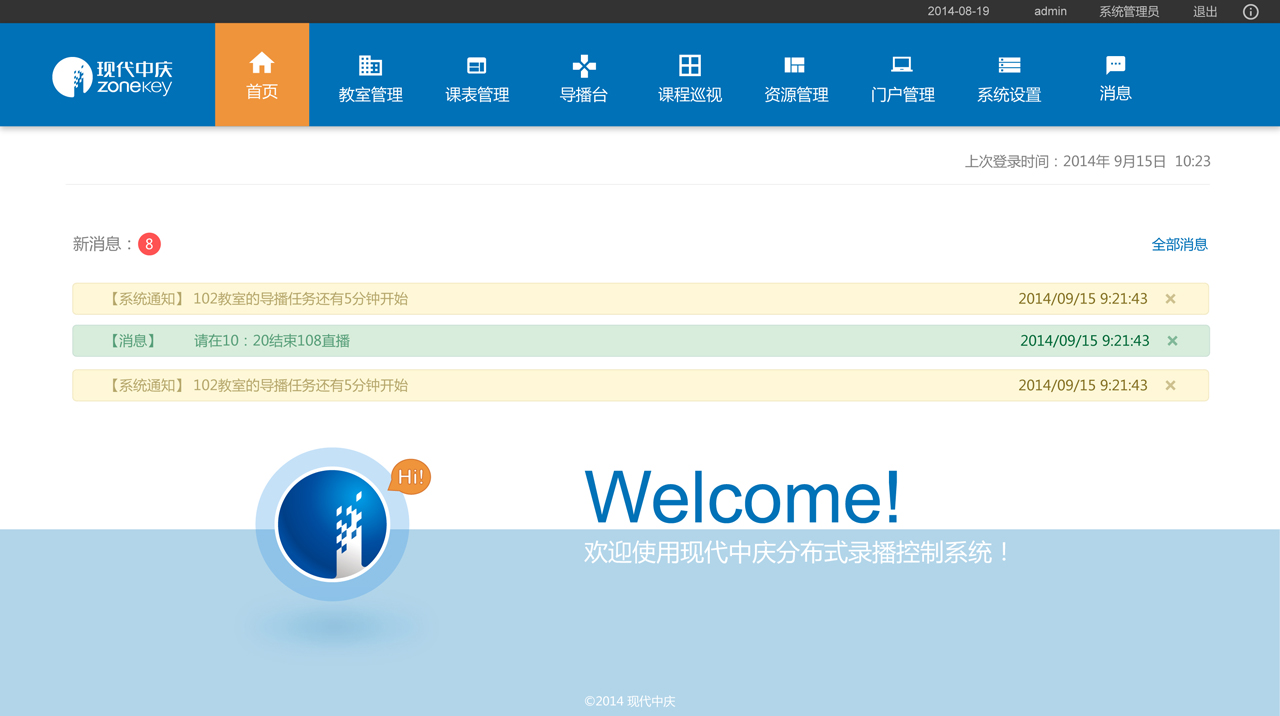 2014-08-19 admin 系统管理员 退出
现代中庆
zonekey
首页 教室管理 课表管理 导播台 课程巡视 资源管理 门户管理 系统设置 消息
上次登录时间：2014年 9月15日 10:23
新消息： 8 全部消息
【系统通知】 102教室的导播任务还有5分钟开始 2014/09/15 9:21:43 ×
【消息】 请在10：20结束108直播 2014/09/15 9:21:43 ×
【系统通知】 102教室的导播任务还有5分钟开始 2014/09/15 9:21:43 ×
Hi!
Welcome!
欢迎使用现代中庆分布式录播控制系统！
©2014 现代中庆